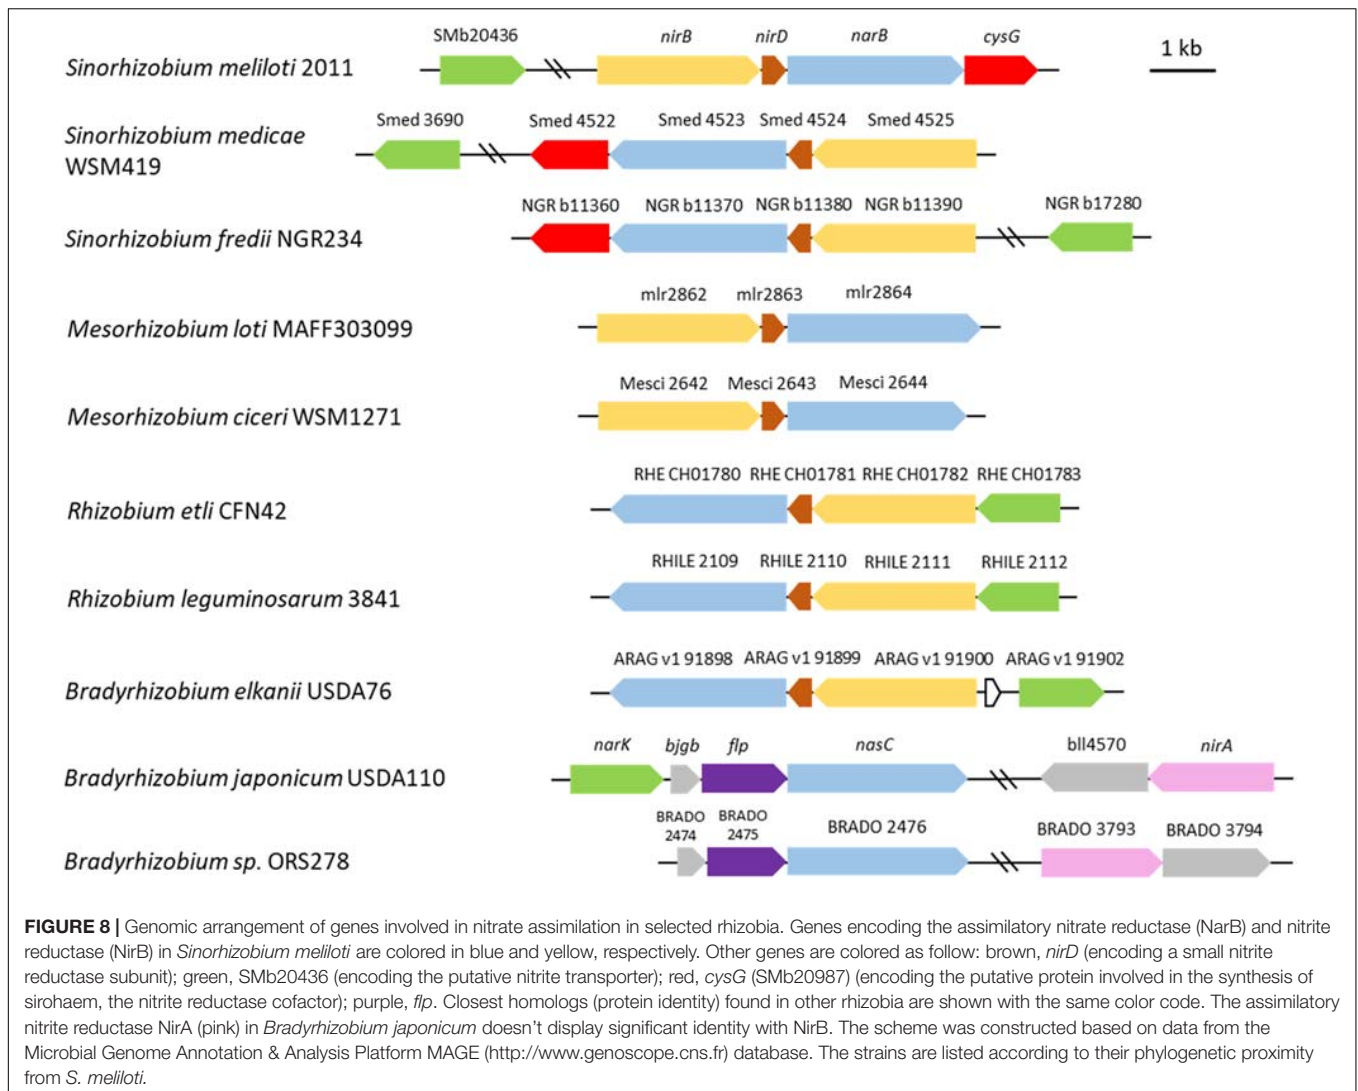 SMb20436 nirB nirD narB cysG
Sinorhizobium meliloti 2011
1 kb
Smed 3690 Smed 4522 Smed 4523 Smed 4524 Smed 4525
Sinorhizobium medicae
WSM419
NGR b11360 NGR b11370 NGR b11380 NGR b11390 NGR b17280
Sinorhizobium fredii NGR234
mlr2862 mlr2863 mlr2864
Mesorhizobium loti MAFF303099
Mesci 2642 Mesci 2643 Mesci 2644
Mesorhizobium ciceri WSM1271
RHE CH01780 RHE CH01781 RHE CH01782 RHE CH01783
Rhizobium etli CFN42
RHILE 2109 RHILE 2110 RHILE 2111 RHILE 2112
Rhizobium leguminosarum 3841
ARAG v1 91898 ARAG v1 91899 ARAG v1 91900 ARAG v1 91902
Bradyrhizobium elkanii USDA76
narK bjgb flp nasC bll4570 nirA
Bradyrhizobium japonicum USDA110
BRADO 2474 BRADO 2475 BRADO 2476 BRADO 3793 BRADO 3794
Bradyrhizobium sp. ORS278
FIGURE 8 | Genomic arrangement of genes involved in nitrate assimilation in selected rhizobia. Genes encoding the assimilatory nitrate reductase (NarB) and nitrite
reductase (NirB) in Sinorhizobium meliloti are colored in blue and yellow, respectively. Other genes are colored as follow: brown, nirD (encoding a small nitrite
reductase subunit); green, SMb20436 (encoding the putative nitrite transporter); red, cysG (SMb20987) (encoding the putative protein involved in the synthesis of
sirohaem, the nitrite reductase cofactor); purple, flp. Closest homologs (protein identity) found in other rhizobia are shown with the same color code. The assimilatory
nitrite reductase NirA (pink) in Bradyrhizobium japonicum doesn't display significant identity with NirB. The scheme was constructed based on data from the
Microbial Genome Annotation & Analysis Platform MAGE (http://www.genoscope.cns.fr) database. The strains are listed according to their phylogenetic proximity
from S. meliloti.